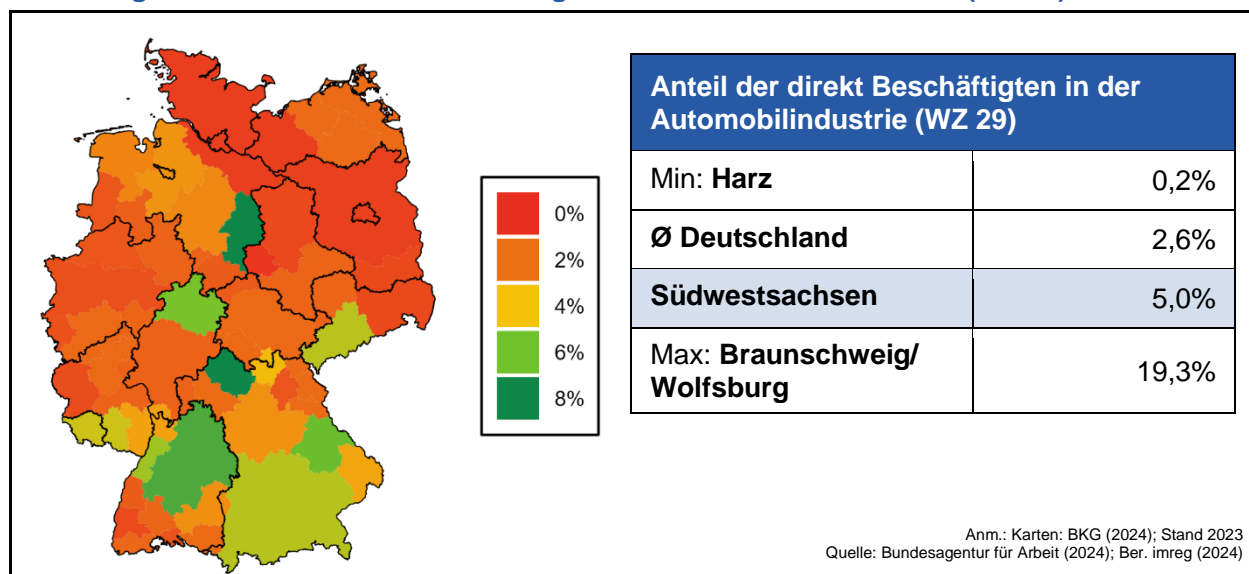 0%
2%
4%
6%
8%
Anteil der direkt Beschäftigten in der
Automobilindustrie (WZ 29)
Min: Harz 0,2%
Ø Deutschland 2,6%
Südwestsachsen 5,0%
Max: Braunschweig/
Wolfsburg 19,3%
Anm.: Karten: BKG (2024); Stand 2023
Quelle: Bundesagentur für Arbeit (2024); Ber. imreg (2024)